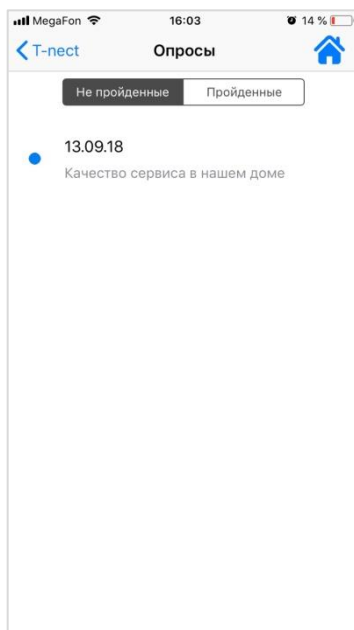 MegaFon 16:03 14 %
T-nect Опросы
Не пройденные Пройденные
13.09.18
Качество сервиса в нашем доме